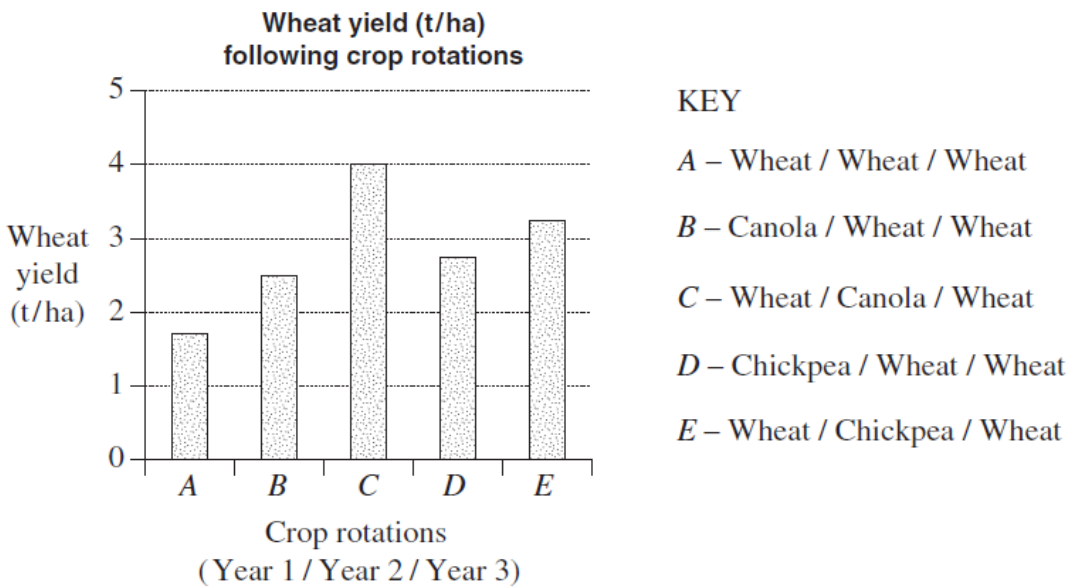 Wheat yield (t/ha)
following crop rotations
5
4
3
2
1
0
Wheat
yield
(t/ha)
A
B
C
D
E
Crop rotations
(Year 1 / Year 2 / Year 3)
KEY
A – Wheat / Wheat / Wheat
B – Canola / Wheat / Wheat
C – Wheat / Canola / Wheat
D – Chickpea / Wheat / Wheat
E – Wheat / Chickpea / Wheat